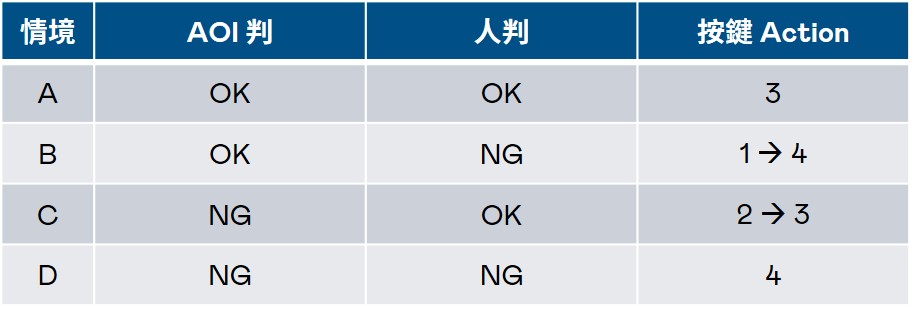 情境 AOI 判 人判 按鍵 Action
A OK OK 3
B OK NG 1 → 4
C NG OK 2 → 3
D NG NG 4